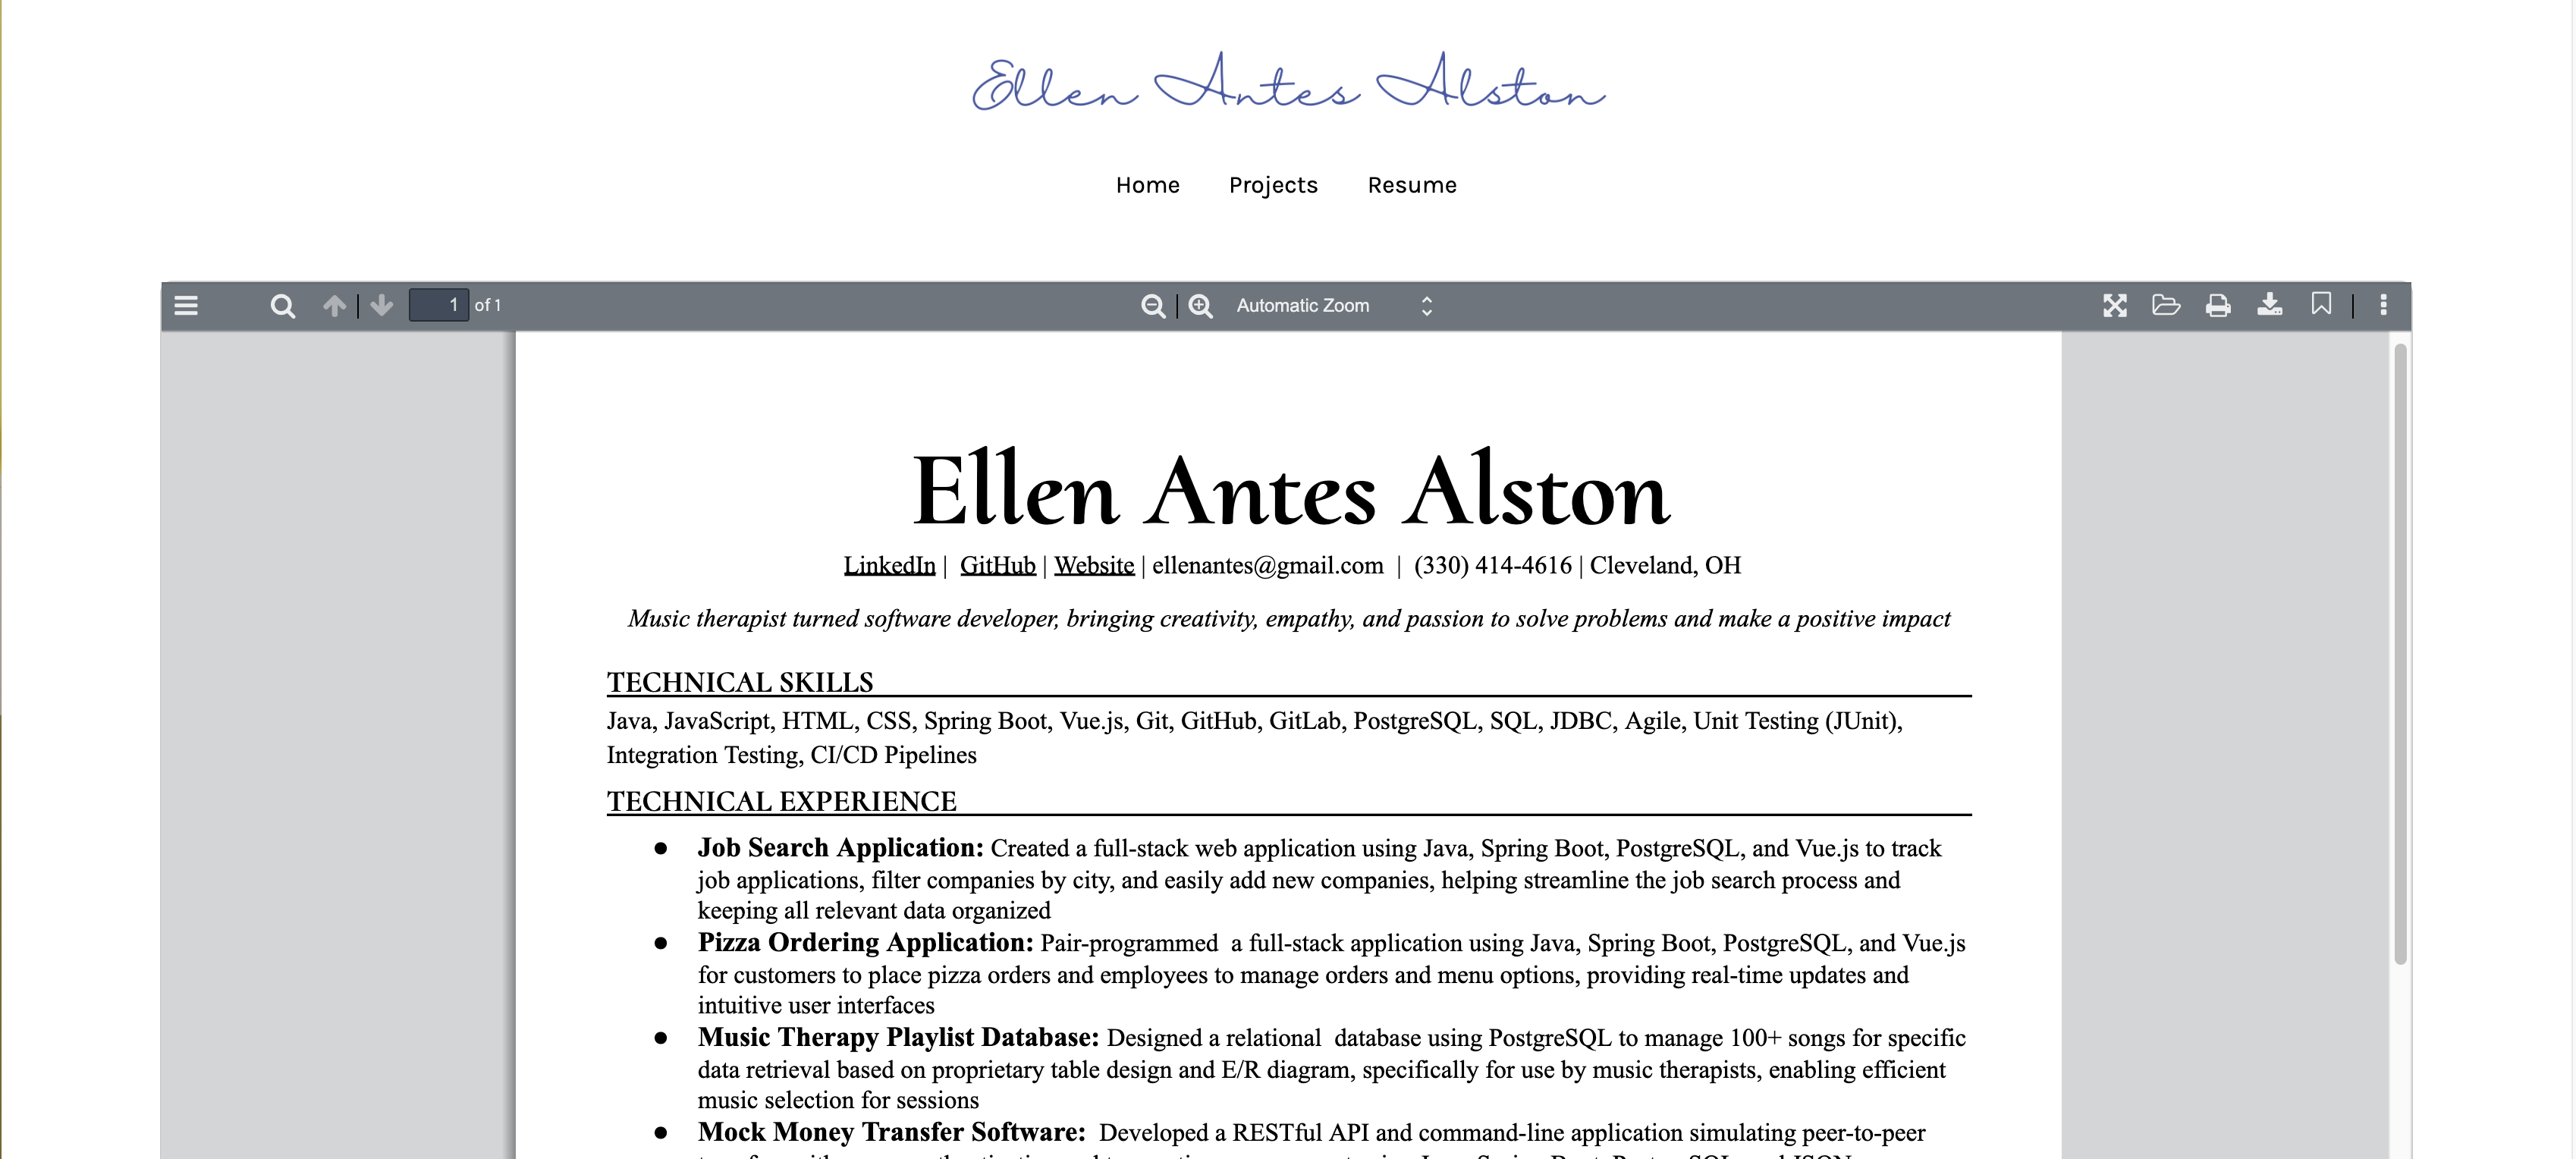 Ellen Antes Alston
Home Projects Resume
1 of 1 Automatic Zoom
Ellen Antes Alston
LinkedIn | GitHub | Website | ellenantes@gmail.com | (330) 414-4616 | Cleveland, OH
Music therapist turned software developer, bringing creativity, empathy, and passion to solve problems and make a positive impact
TECHNICAL SKILLS
Java, JavaScript, HTML, CSS, Spring Boot, Vue.js, Git, GitHub, GitLab, PostgreSQL, SQL, JDBC, Agile, Unit Testing (JUnit),
Integration Testing, CI/CD Pipelines
TECHNICAL EXPERIENCE
● Job Search Application: Created a full-stack web application using Java, Spring Boot, PostgreSQL, and Vue.js to track
job applications, filter companies by city, and easily add new companies, helping streamline the job search process and
keeping all relevant data organized
● Pizza Ordering Application: Pair-programmed a full-stack application using Java, Spring Boot, PostgreSQL, and Vue.js
for customers to place pizza orders and employees to manage orders and menu options, providing real-time updates and
intuitive user interfaces
● Music Therapy Playlist Database: Designed a relational database using PostgreSQL to manage 100+ songs for specific
data retrieval based on proprietary table design and E/R diagram, specifically for use by music therapists, enabling efficient
music selection for sessions
● Mock Money Transfer Software: Developed a RESTful API and command-line application simulating peer-to-peer